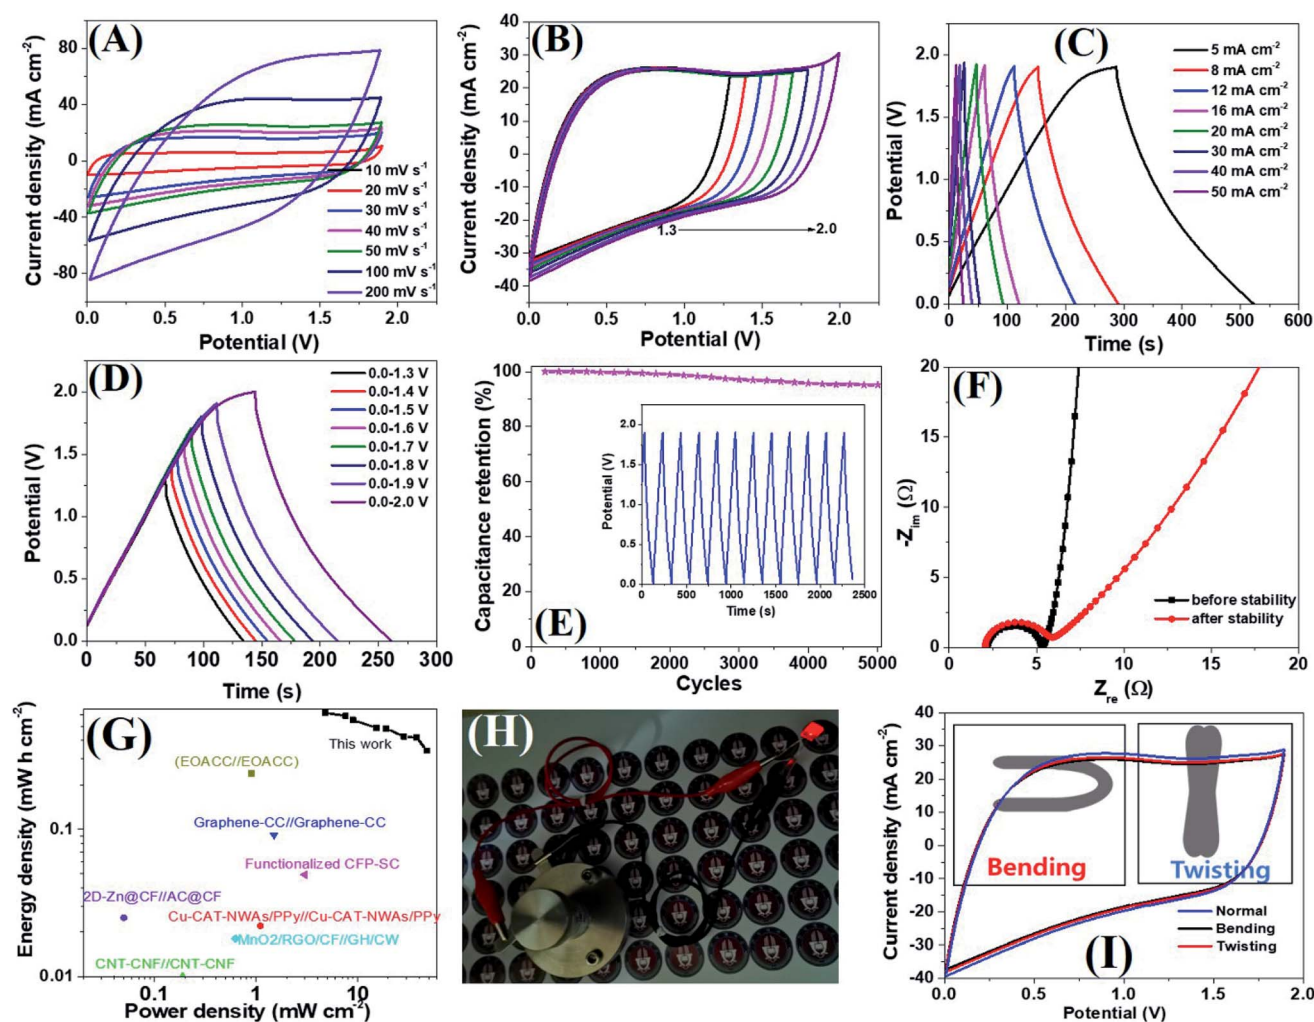 (A)
80
40
0
-40
-80
0.0
0.5
1.0
1.5
2.0
Current density (mA cm⁻²)
Potential (V)
10 mV s⁻¹
20 mV s⁻¹
30 mV s⁻¹
40 mV s⁻¹
50 mV s⁻¹
100 mV s⁻¹
200 mV s⁻¹
(B)
40
30
20
10
0
-10
-20
-30
-40
0.0
0.5
1.0
1.5
2.0
Current density (mA cm⁻²)
Potential (V)
1.3
2.0
(C)
2.0
1.5
1.0
0.5
0.0
0
100
200
300
400
500
600
Potential (V)
Time (s)
5 mA cm⁻²
8 mA cm⁻²
12 mA cm⁻²
16 mA cm⁻²
20 mA cm⁻²
30 mA cm⁻²
40 mA cm⁻²
50 mA cm⁻²
(D)
2.0
1.5
1.0
0.5
0.0
0
50
100
150
200
250
300
Potential (V)
Time (s)
0.0-1.3 V
0.0-1.4 V
0.0-1.5 V
0.0-1.6 V
0.0-1.7 V
0.0-1.8 V
0.0-1.9 V
0.0-2.0 V
(E)
100
80
60
40
20
0
0
1000
2000
3000
4000
5000
Capacitance retention (%)
Cycles
2.0
1.5
1.0
0.5
0.0
0
500
1000
1500
2000
2500
Potential (V)
Time (s)
(F)
20
15
10
5
0
0
5
10
15
20
-Zim (Ω)
Zre (Ω)
before stability
after stability
(G)
0.1
0.01
0.1
1
10
Energy density (mW h cm⁻²)
Power density (mW cm⁻²)
This work
(EOACC//EOACC)
Graphene-CC//Graphene-CC
Functionalized CFP-SC
2D-Zn@CF//AC@CF
Cu-CAT-NWAs/PPy//Cu-CAT-NWAs/PPy
MnO2/RGO/CF//GH/CW
CNT-CNF//CNT-CNF
(H)
(I)
40
30
20
10
0
-10
-20
-30
-40
0.0
0.5
1.0
1.5
2.0
Current density (mA cm⁻²)
Potential (V)
Bending
Twisting
Normal
Bending
Twisting